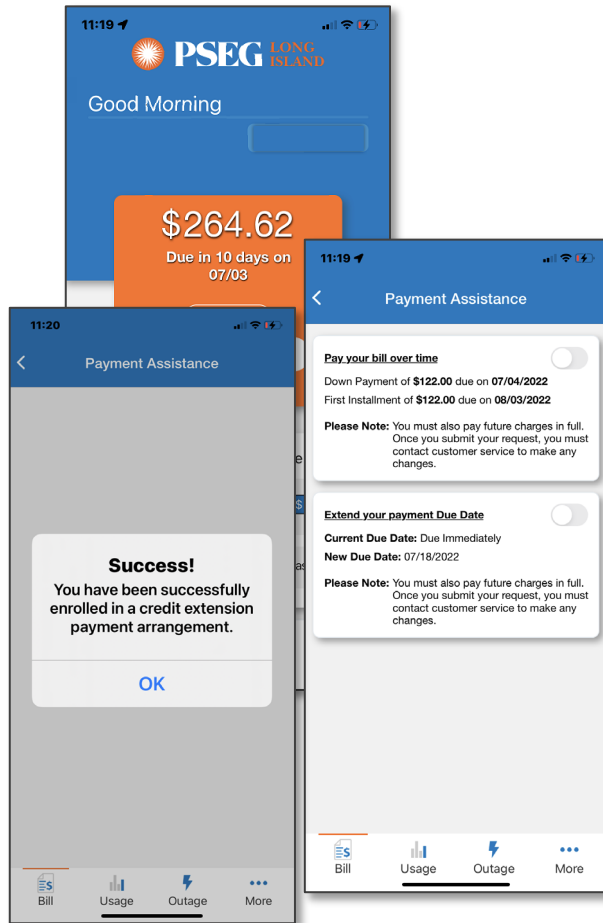 11:19
PSEG LONG
ISLAND
Good Morning
$264.62
Due in 10 days on
07/03
e
$
as
11:19
Payment Assistance
Pay your bill over time
Down Payment of $122.00 due on 07/04/2022
First Installment of $122.00 due on 08/03/2022
Please Note: You must also pay future charges in full.
Once you submit your request, you must
contact customer service to make any
changes.
Extend your payment Due Date
Current Due Date: Due Immediately
New Due Date: 07/18/2022
Please Note: You must also pay future charges in full.
Once you submit your request, you must
contact customer service to make any
changes.
Bill Usage Outage More
11:20
Payment Assistance
Success!
You have been successfully
enrolled in a credit extension
payment arrangement.
OK
Bill Usage Outage More